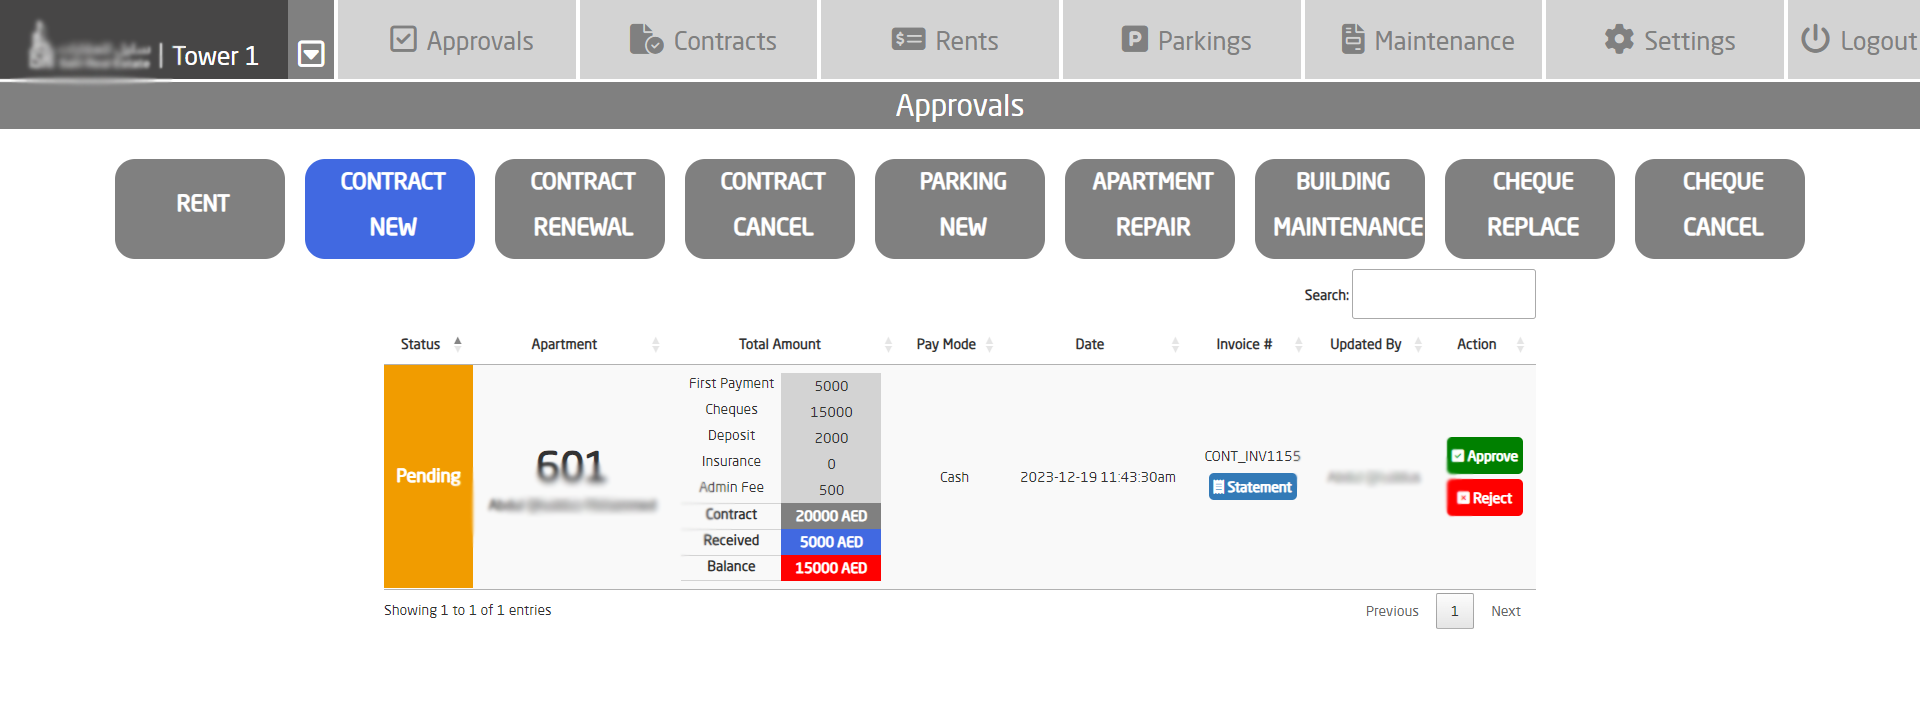 | Tower 1
Approvals
Contracts
Rents
Parkings
Maintenance
Settings
Logout
Approvals
RENT
CONTRACT
NEW
CONTRACT
RENEWAL
CONTRACT
CANCEL
PARKING
NEW
APARTMENT
REPAIR
BUILDING
MAINTENANCE
CHEQUE
REPLACE
CHEQUE
CANCEL
Search:
Status Apartment Total Amount Pay Mode Date Invoice # Updated By Action
Pending
601
First Payment 5000
Cheques 15000
Deposit 2000
Insurance 0
Admin Fee 500
Contract 20000 AED
Received 5000 AED
Balance 15000 AED
Cash
2023-12-19 11:43:30am
CONT_INV1155
Statement
Approve
Reject
Showing 1 to 1 of 1 entries
Previous 1 Next